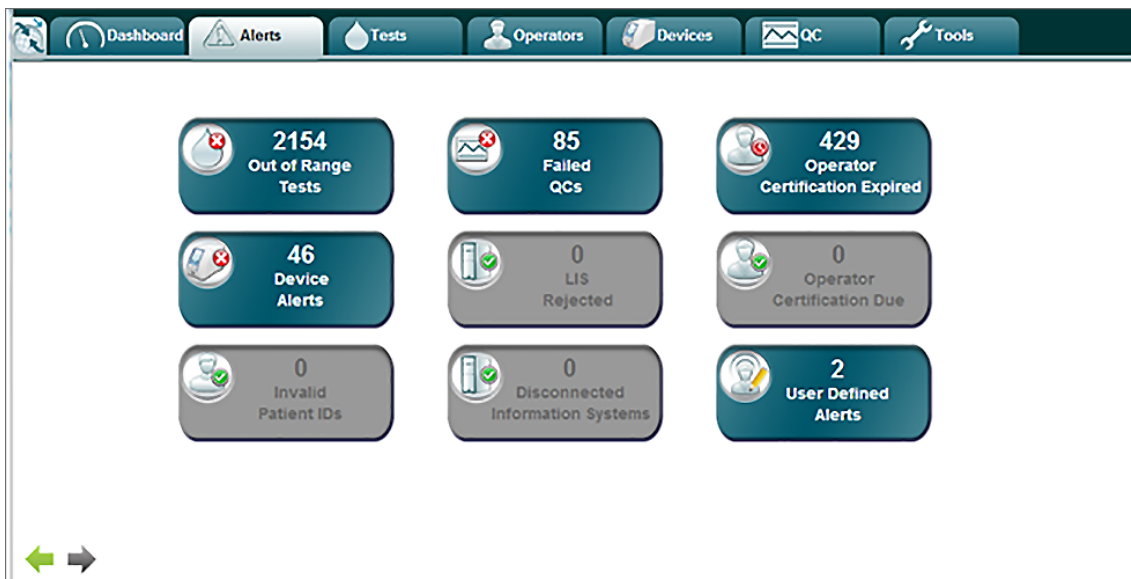 Dashboard Alerts Tests Operators Devices QC Tools
2154
Out of Range
Tests
85
Failed
QCs
429
Operator
Certification Expired
46
Device
Alerts
0
LIS
Rejected
0
Operator
Certification Due
0
Invalid
Patient IDs
0
Disconnected
Information Systems
2
User Defined
Alerts